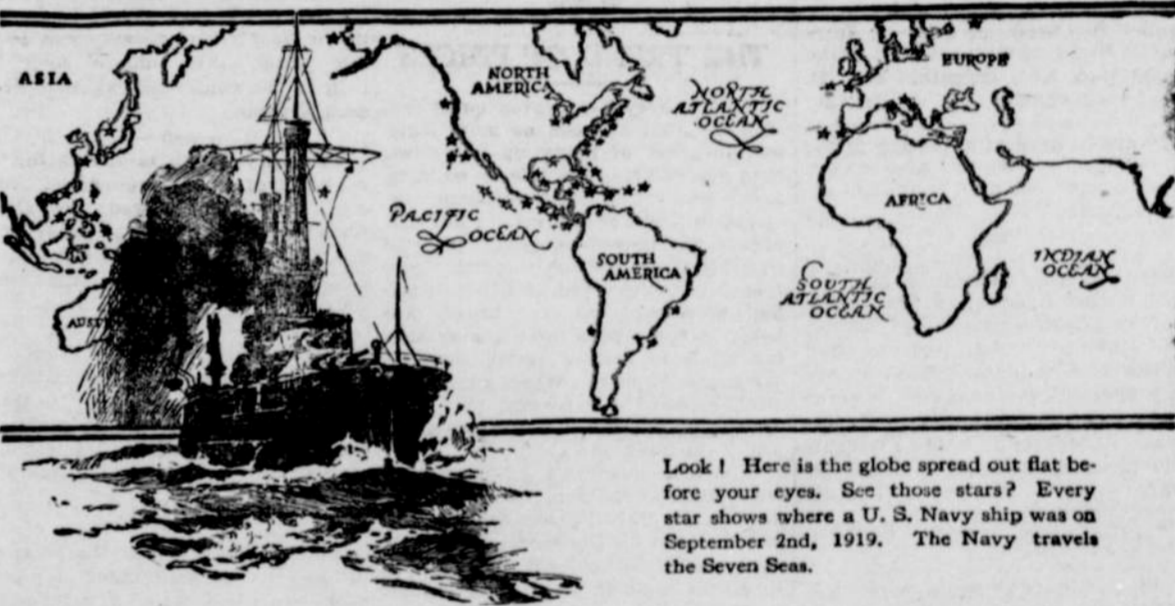 ASIA
NORTH
AMERICA
NORTH
ATLANTIC
OCEAN
EUROPE
PACIFIC
OCEAN
AFRICA
SOUTH
AMERICA
INDIAN
OCEAN
SOUTH
ATLANTIC
OCEAN
AUST
Look! Here is the globe spread out flat be-
fore your eyes. See those stars? Every
star shows where a U. S. Navy ship was on
September 2nd, 1919. The Navy travels
the Seven Seas.